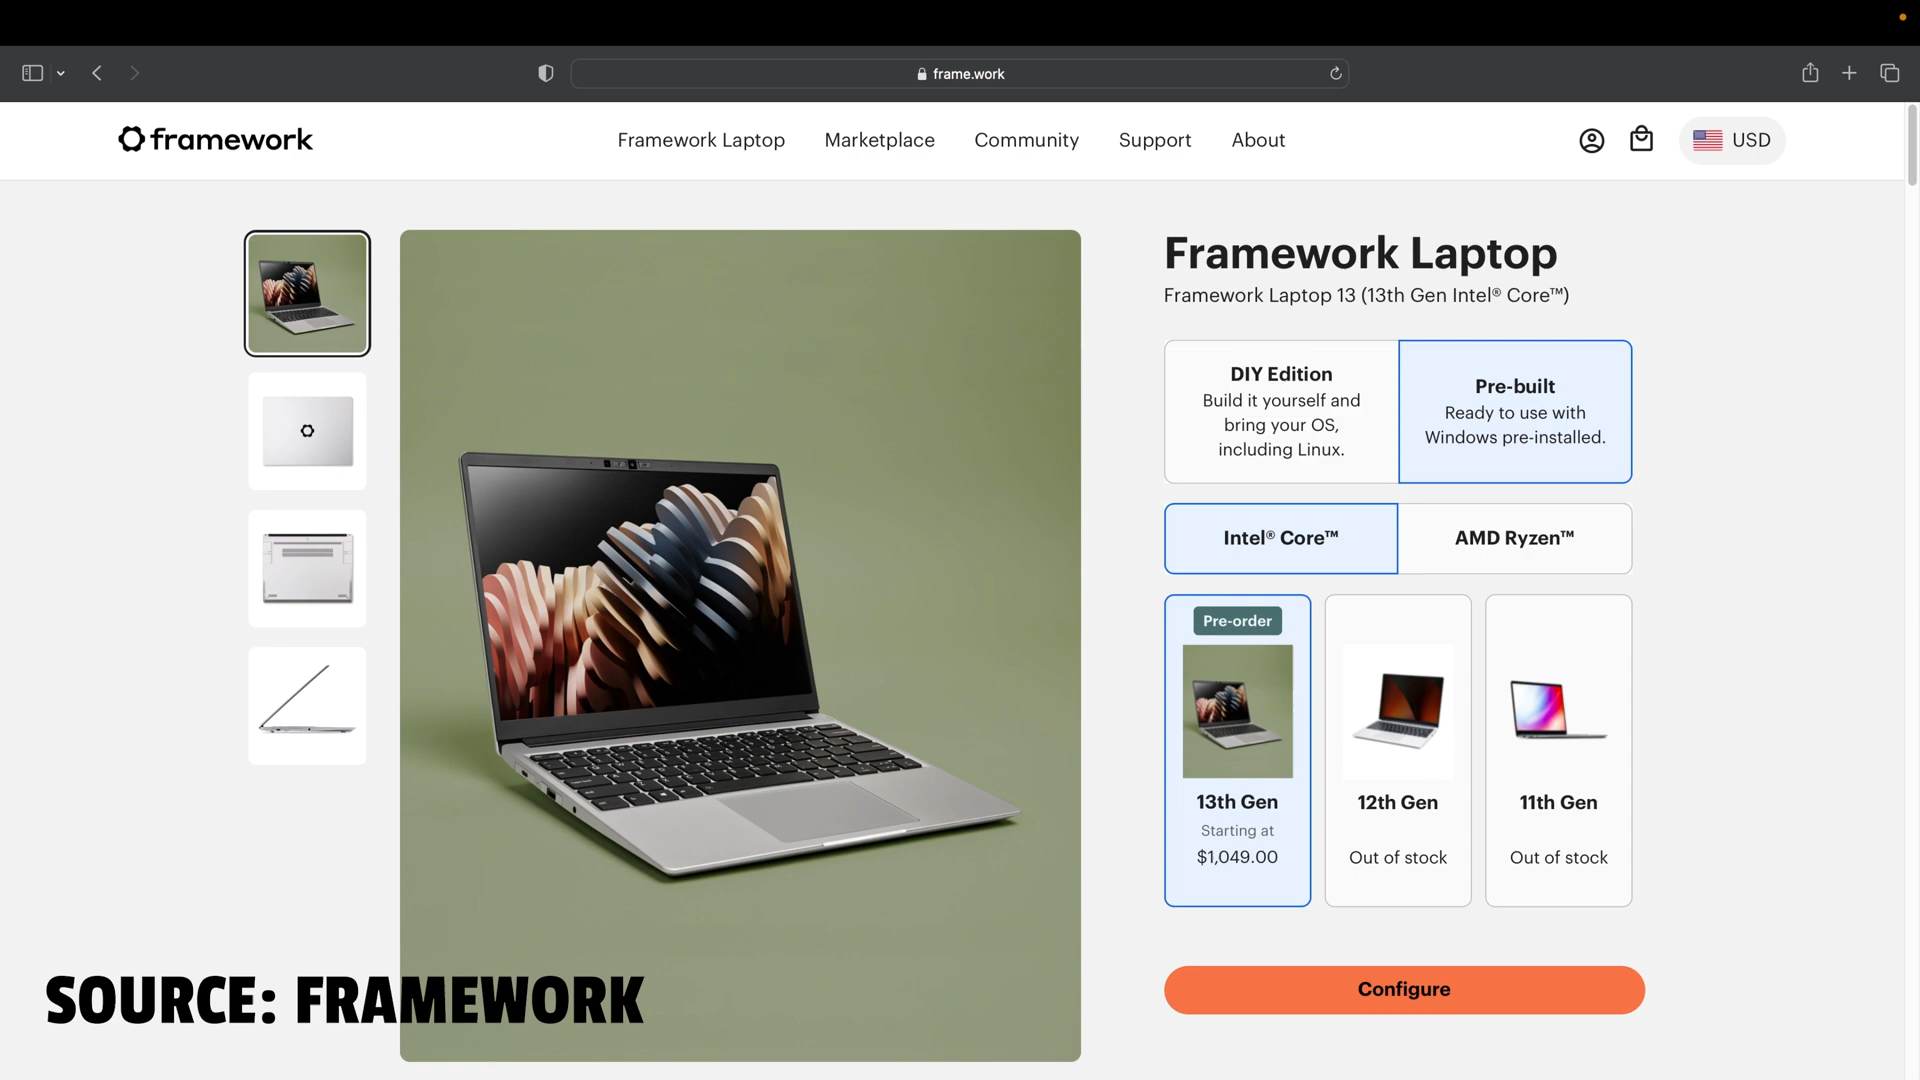 frame.work
framework
Framework Laptop
Marketplace
Community
Support
About
USD
Framework Laptop
Framework Laptop 13 (13th Gen Intel® Core™)
DIY Edition
Build it yourself and
bring your OS,
including Linux.
Pre-built
Ready to use with
Windows pre-installed.
Intel® Core™
AMD Ryzen™
Pre-order
13th Gen
Starting at
$1,049.00
12th Gen
Out of stock
11th Gen
Out of stock
Configure
SOURCE: FRAMEWORK